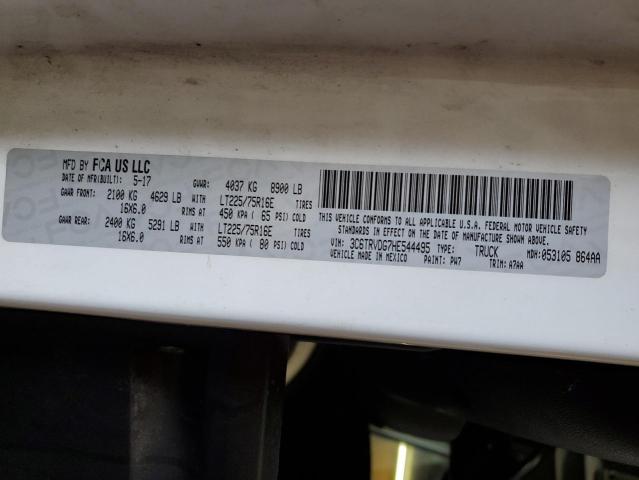 MFD BY FCA US LLC
DATE OF MFR(BUILT): 5-17 GVWR: 4037 KG 8900 LB
GAWR FRONT: 2100 KG 4629 LB WITH LT225/75R16E TIRES
16X6.0 RIMS AT 450 KPA ( 65 PSI) COLD
GAWR REAR: 2400 KG 5291 LB WITH LT225/75R16E TIRES
16X6.0 RIMS AT 550 KPA ( 80 PSI) COLD
THIS VEHICLE CONFORMS TO ALL APPLICABLE U.S.A. FEDERAL MOTOR VEHICLE SAFETY
STANDARDS IN EFFECT ON THE DATE OF MANUFACTURE SHOWN ABOVE.
VIN: 3C6TRVDG7HE544495 TYPE: TRUCK MDH: 053105 864AA
VEHICLE MADE IN MEXICO PAINT: PW7 TRIM: A7AA